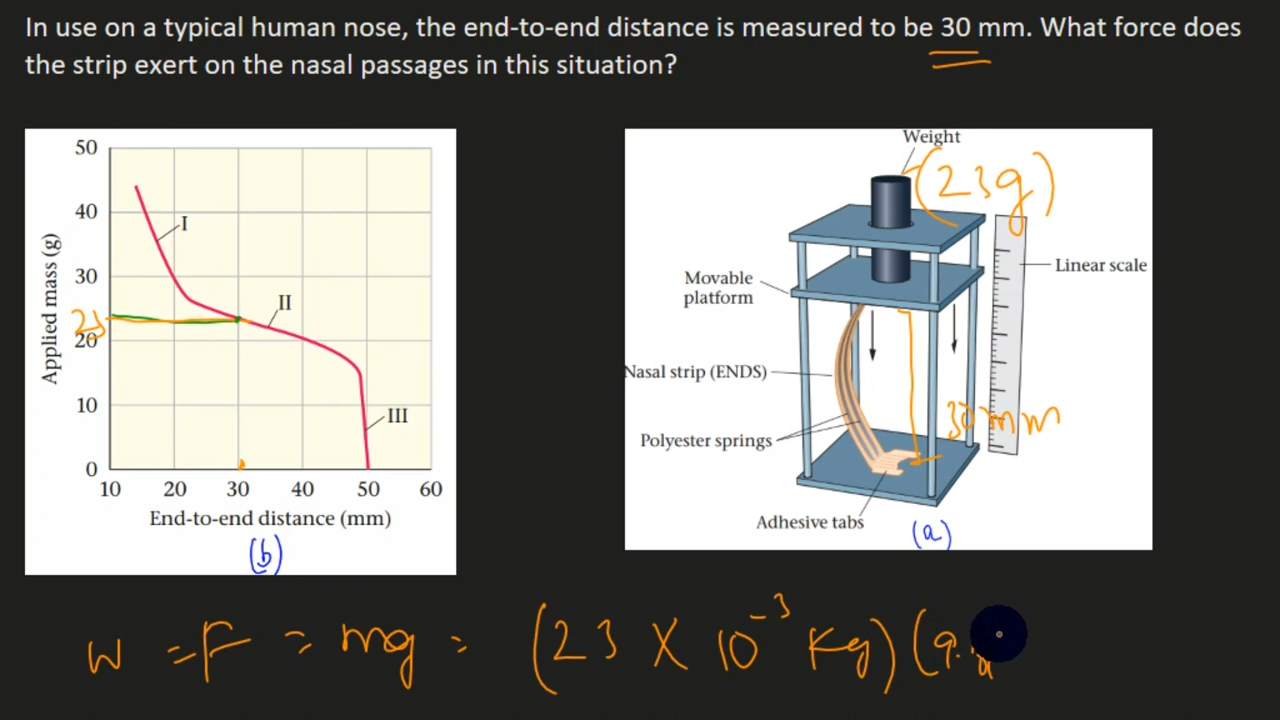 In use on a typical human nose, the end-to-end distance is measured to be 30 mm. What force does
the strip exert on the nasal passages in this situation?
50
40
30
23
20
10
0
10 20 30 40 50 60
Applied mass (g)
I
II
III
End-to-end distance (mm)
(b)
Weight
(23g)
Linear scale
Movable
platform
Nasal strip (ENDS)
30mm
Polyester springs
Adhesive tabs
(a)
W = F = mg = (23 X 10⁻³ Kg) (9.